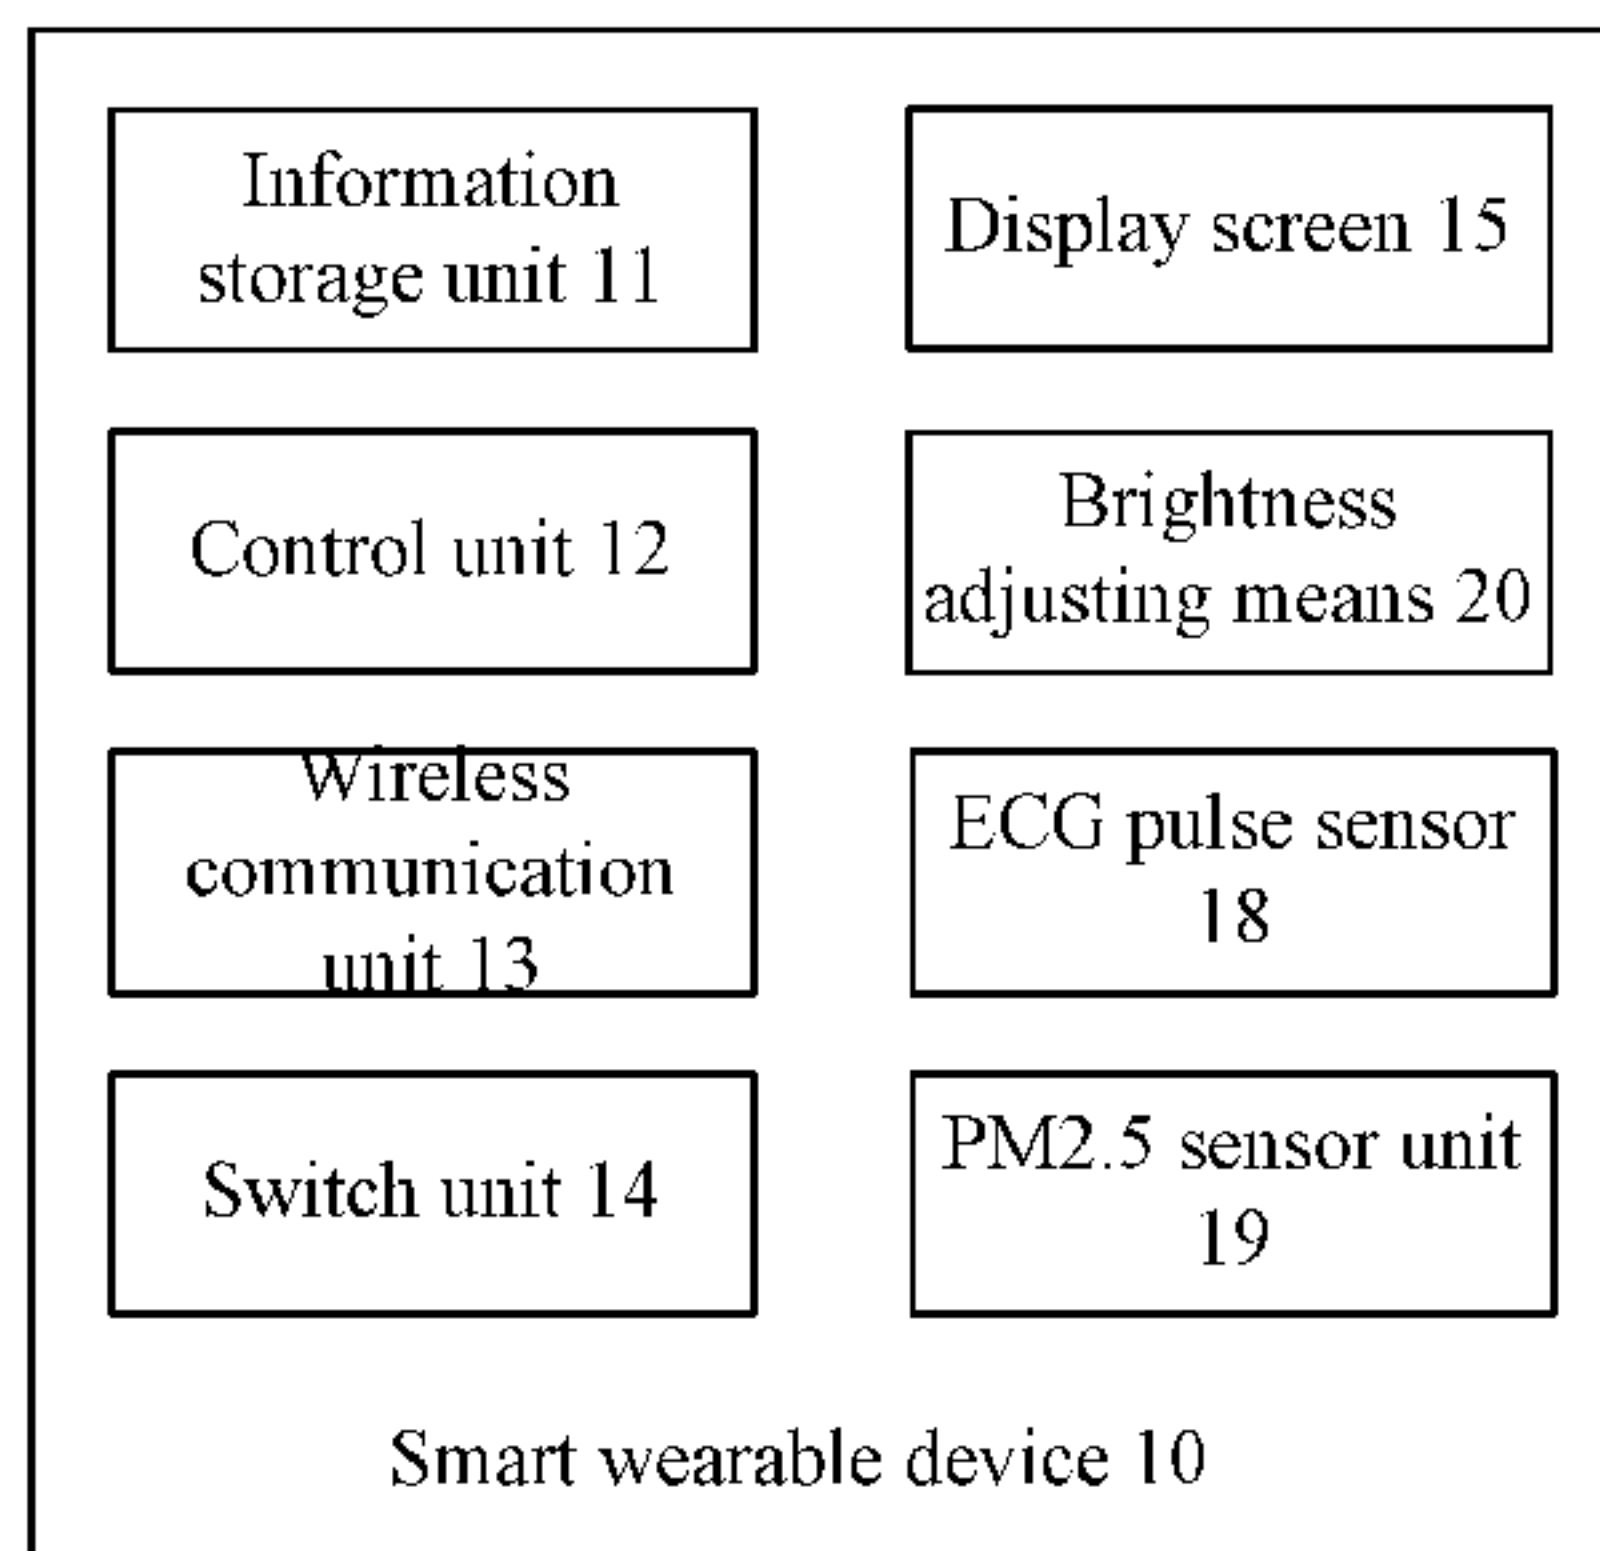 Information
storage unit 11
Display screen 15
Control unit 12
Brightness
adjusting means 20
Wireless
communication
unit 13
ECG pulse sensor
18
Switch unit 14
PM2.5 sensor unit
19
Smart wearable device 10